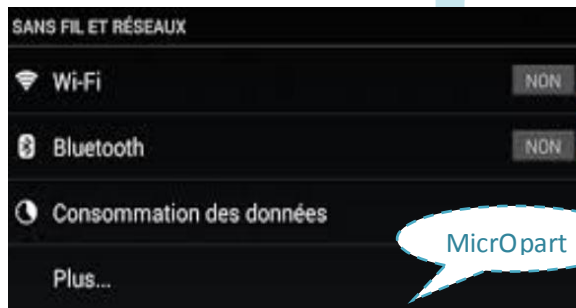 SANS FIL ET RÉSEAUX
Wi-Fi NON
Bluetooth NON
Consommation des données
MicrOpart
Plus...